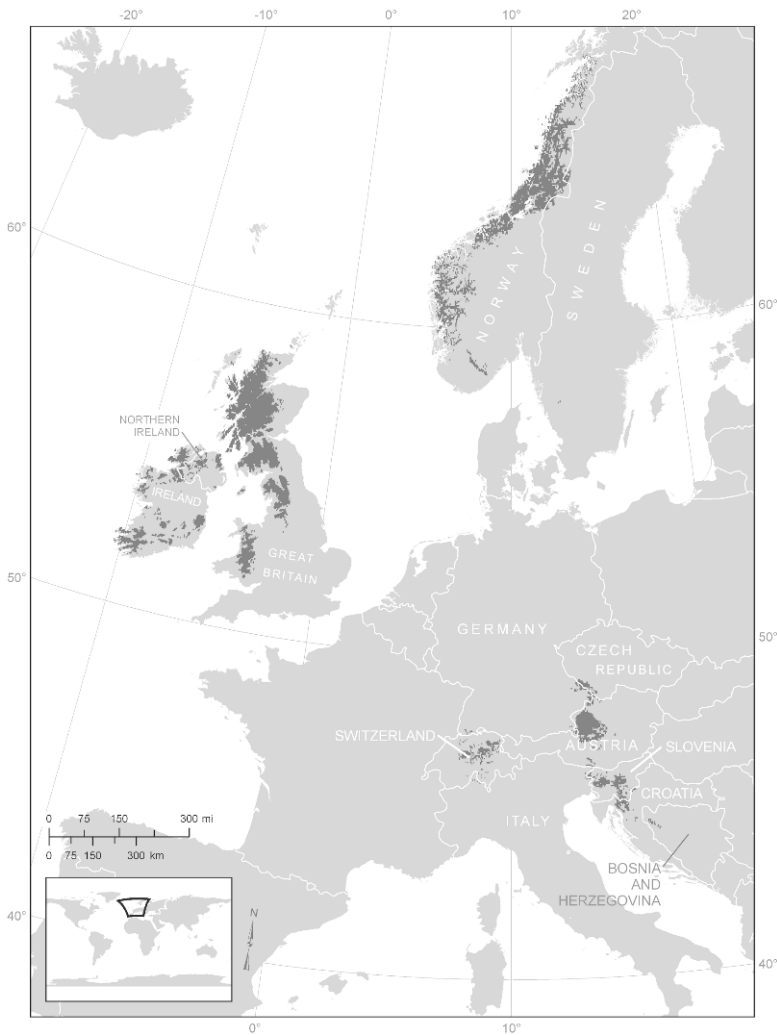 -20°
-10°
0°
10°
20°
60°
60°
NORWAY
SWEDEN
NORTHERN
IRELAND
IRELAND
GREAT
BRITAIN
50°
50°
GERMANY
CZECH
REPUBLIC
SWITZERLAND
AUSTRIA
SLOVENIA
CROATIA
ITALY
BOSNIA
AND
HERZEGOVINA
0 75 150 300 mi
0 75 150 300 km
N
40°
40°
0°
10°